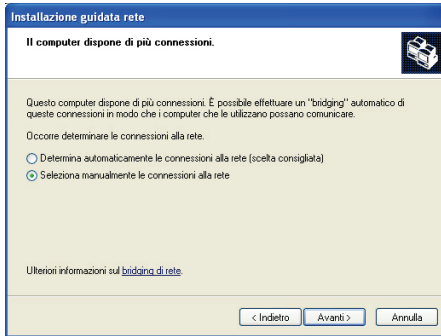 Installazione guidata rete
Il computer dispone di più connessioni.
Questo computer dispone di più connessioni. È possibile effettuare un "bridging" automatico di
queste connessioni in modo che i computer che le utilizzano possano comunicare.
Occorre determinare le connessioni alla rete.
Determina automaticamente le connessioni alla rete (scelta consigliata)
Seleziona manualmente le connessioni alla rete
Ulteriori informazioni sul bridging di rete.
< Indietro Avanti > Annulla